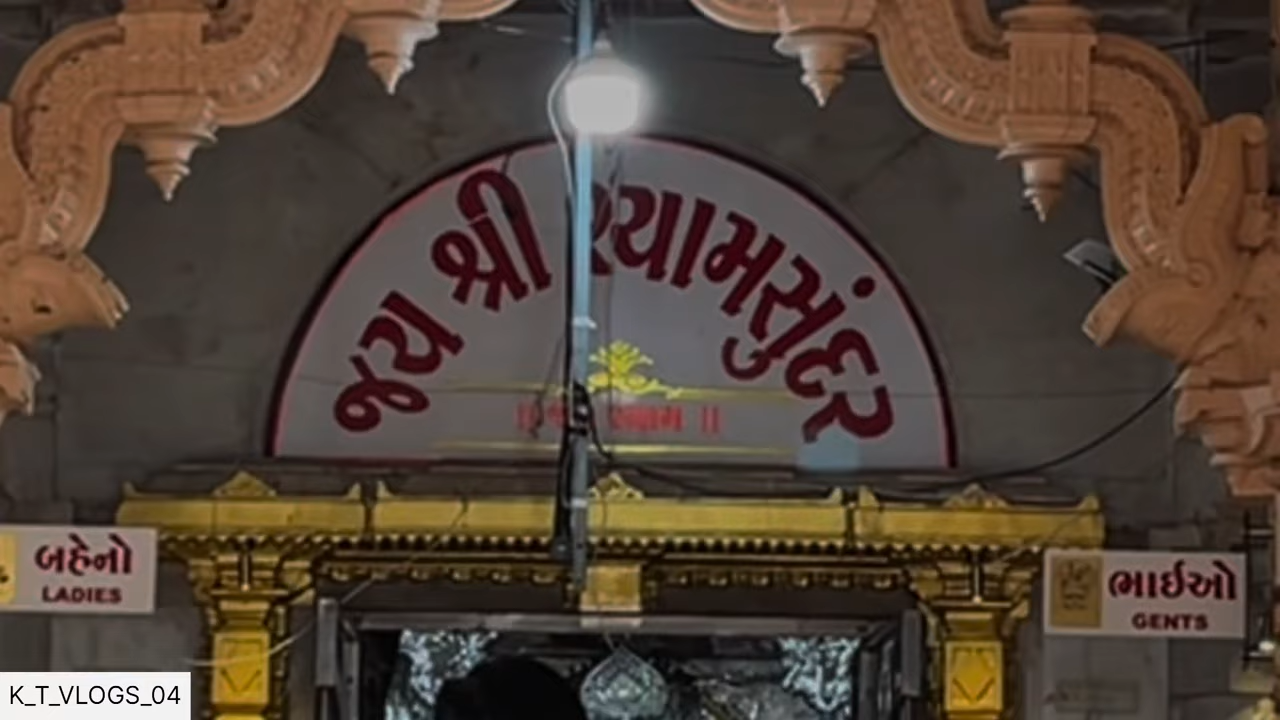 જય શ્રી શ્યામસુંદર
બહેનો
LADIES
ભાઈઓ
GENTS
K_T_VLOGS_04